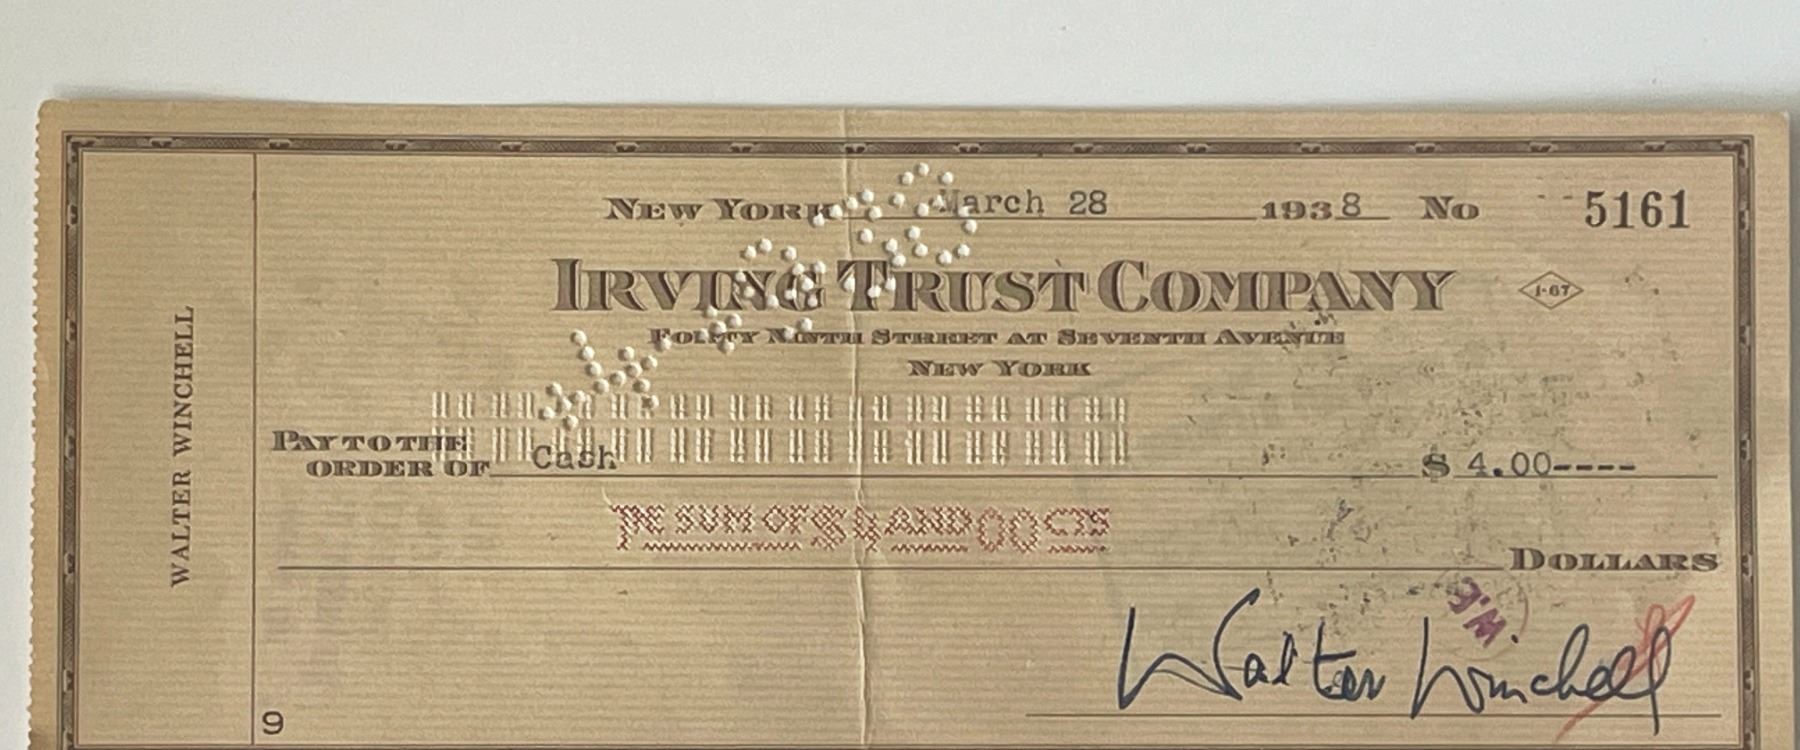 New York March 28 1938 No --5161
Irving Trust Company 1-67
Forty Ninth Street at Seventh Avenue
New York
WALTER WINCHELL
Pay to the
order of Cash $ 4.00----
THE SUM OF $4 AND 00 CTS
Dollars
W.E.
Walter Winchell
9